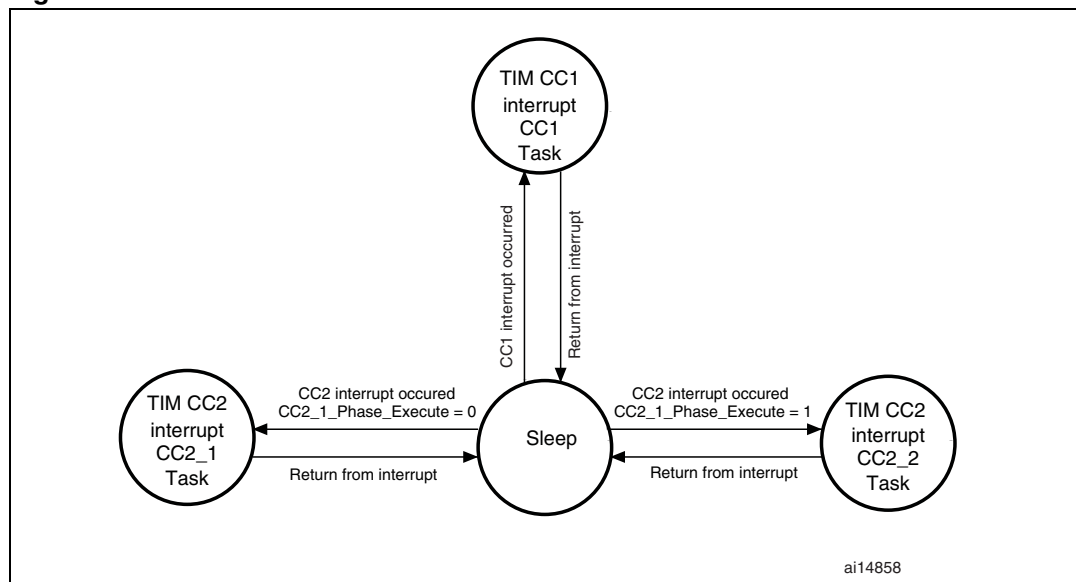 TIM CC1
interrupt
CC1
Task
CC1 interrupt occurred
Return from interrupt
TIM CC2
interrupt
CC2_1
Task
CC2 interrupt occured
CC2_1_Phase_Execute = 0
Return from interrupt
Sleep
CC2 interrupt occured
CC2_1_Phase_Execute = 1
Return from interrupt
TIM CC2
interrupt
CC2_2
Task
ai14858